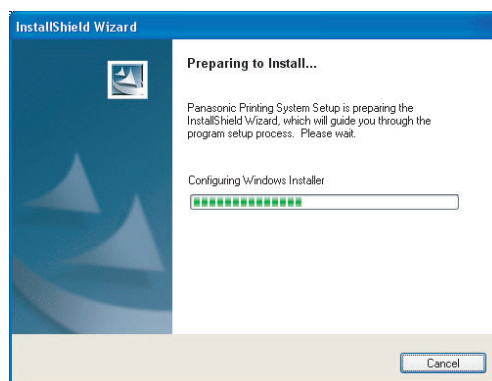 InstallShield Wizard
Preparing to Install...
Panasonic Printing System Setup is preparing the
InstallShield Wizard, which will guide you through the
program setup process. Please wait.
Configuring Windows Installer
Cancel